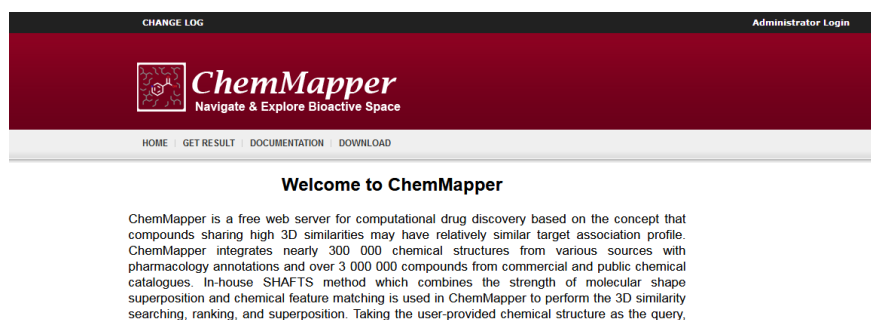 CHANGE LOG Administrator Login
ChemMapper
Navigate & Explore Bioactive Space
HOME GET RESULT DOCUMENTATION DOWNLOAD
Welcome to ChemMapper
ChemMapper is a free web server for computational drug discovery based on the concept that
compounds sharing high 3D similarities may have relatively similar target association profile.
ChemMapper integrates nearly 300 000 chemical structures from various sources with
pharmacology annotations and over 3 000 000 compounds from commercial and public chemical
catalogues. In-house SHAFTS method which combines the strength of molecular shape
superposition and chemical feature matching is used in ChemMapper to perform the 3D similarity
searching, ranking, and superposition. Taking the user-provided chemical structure as the query,